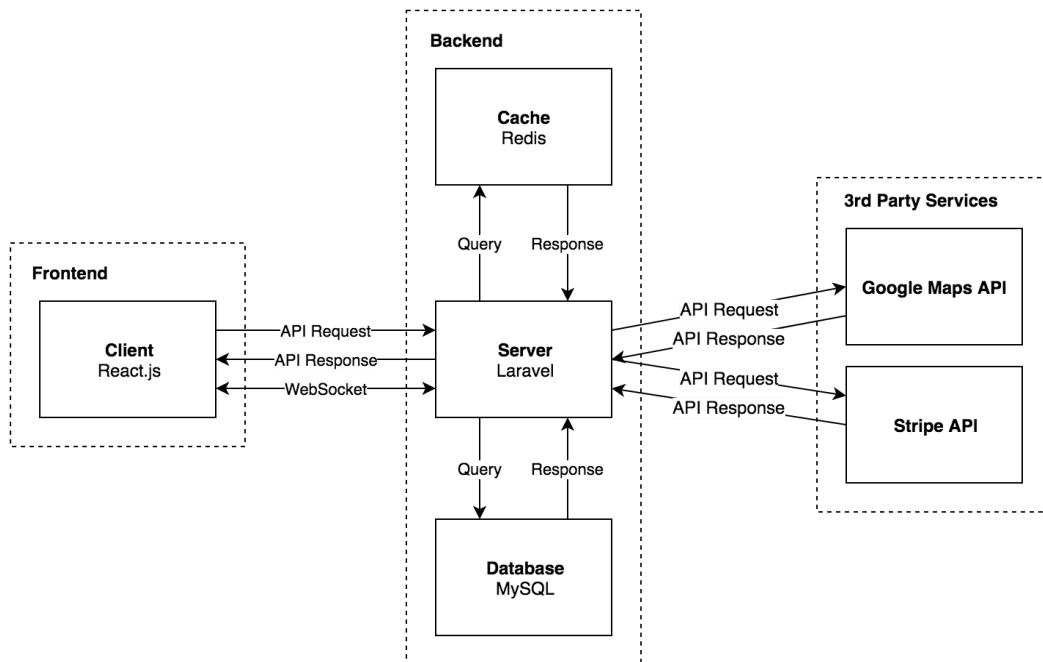 Backend
Cache
Redis
Query
Response
3rd Party Services
Google Maps API
Frontend
Client
React.js
API Request
API Response
WebSocket
Server
Laravel
API Request
API Response
API Request
API Response
Stripe API
Query
Response
Database
MySQL